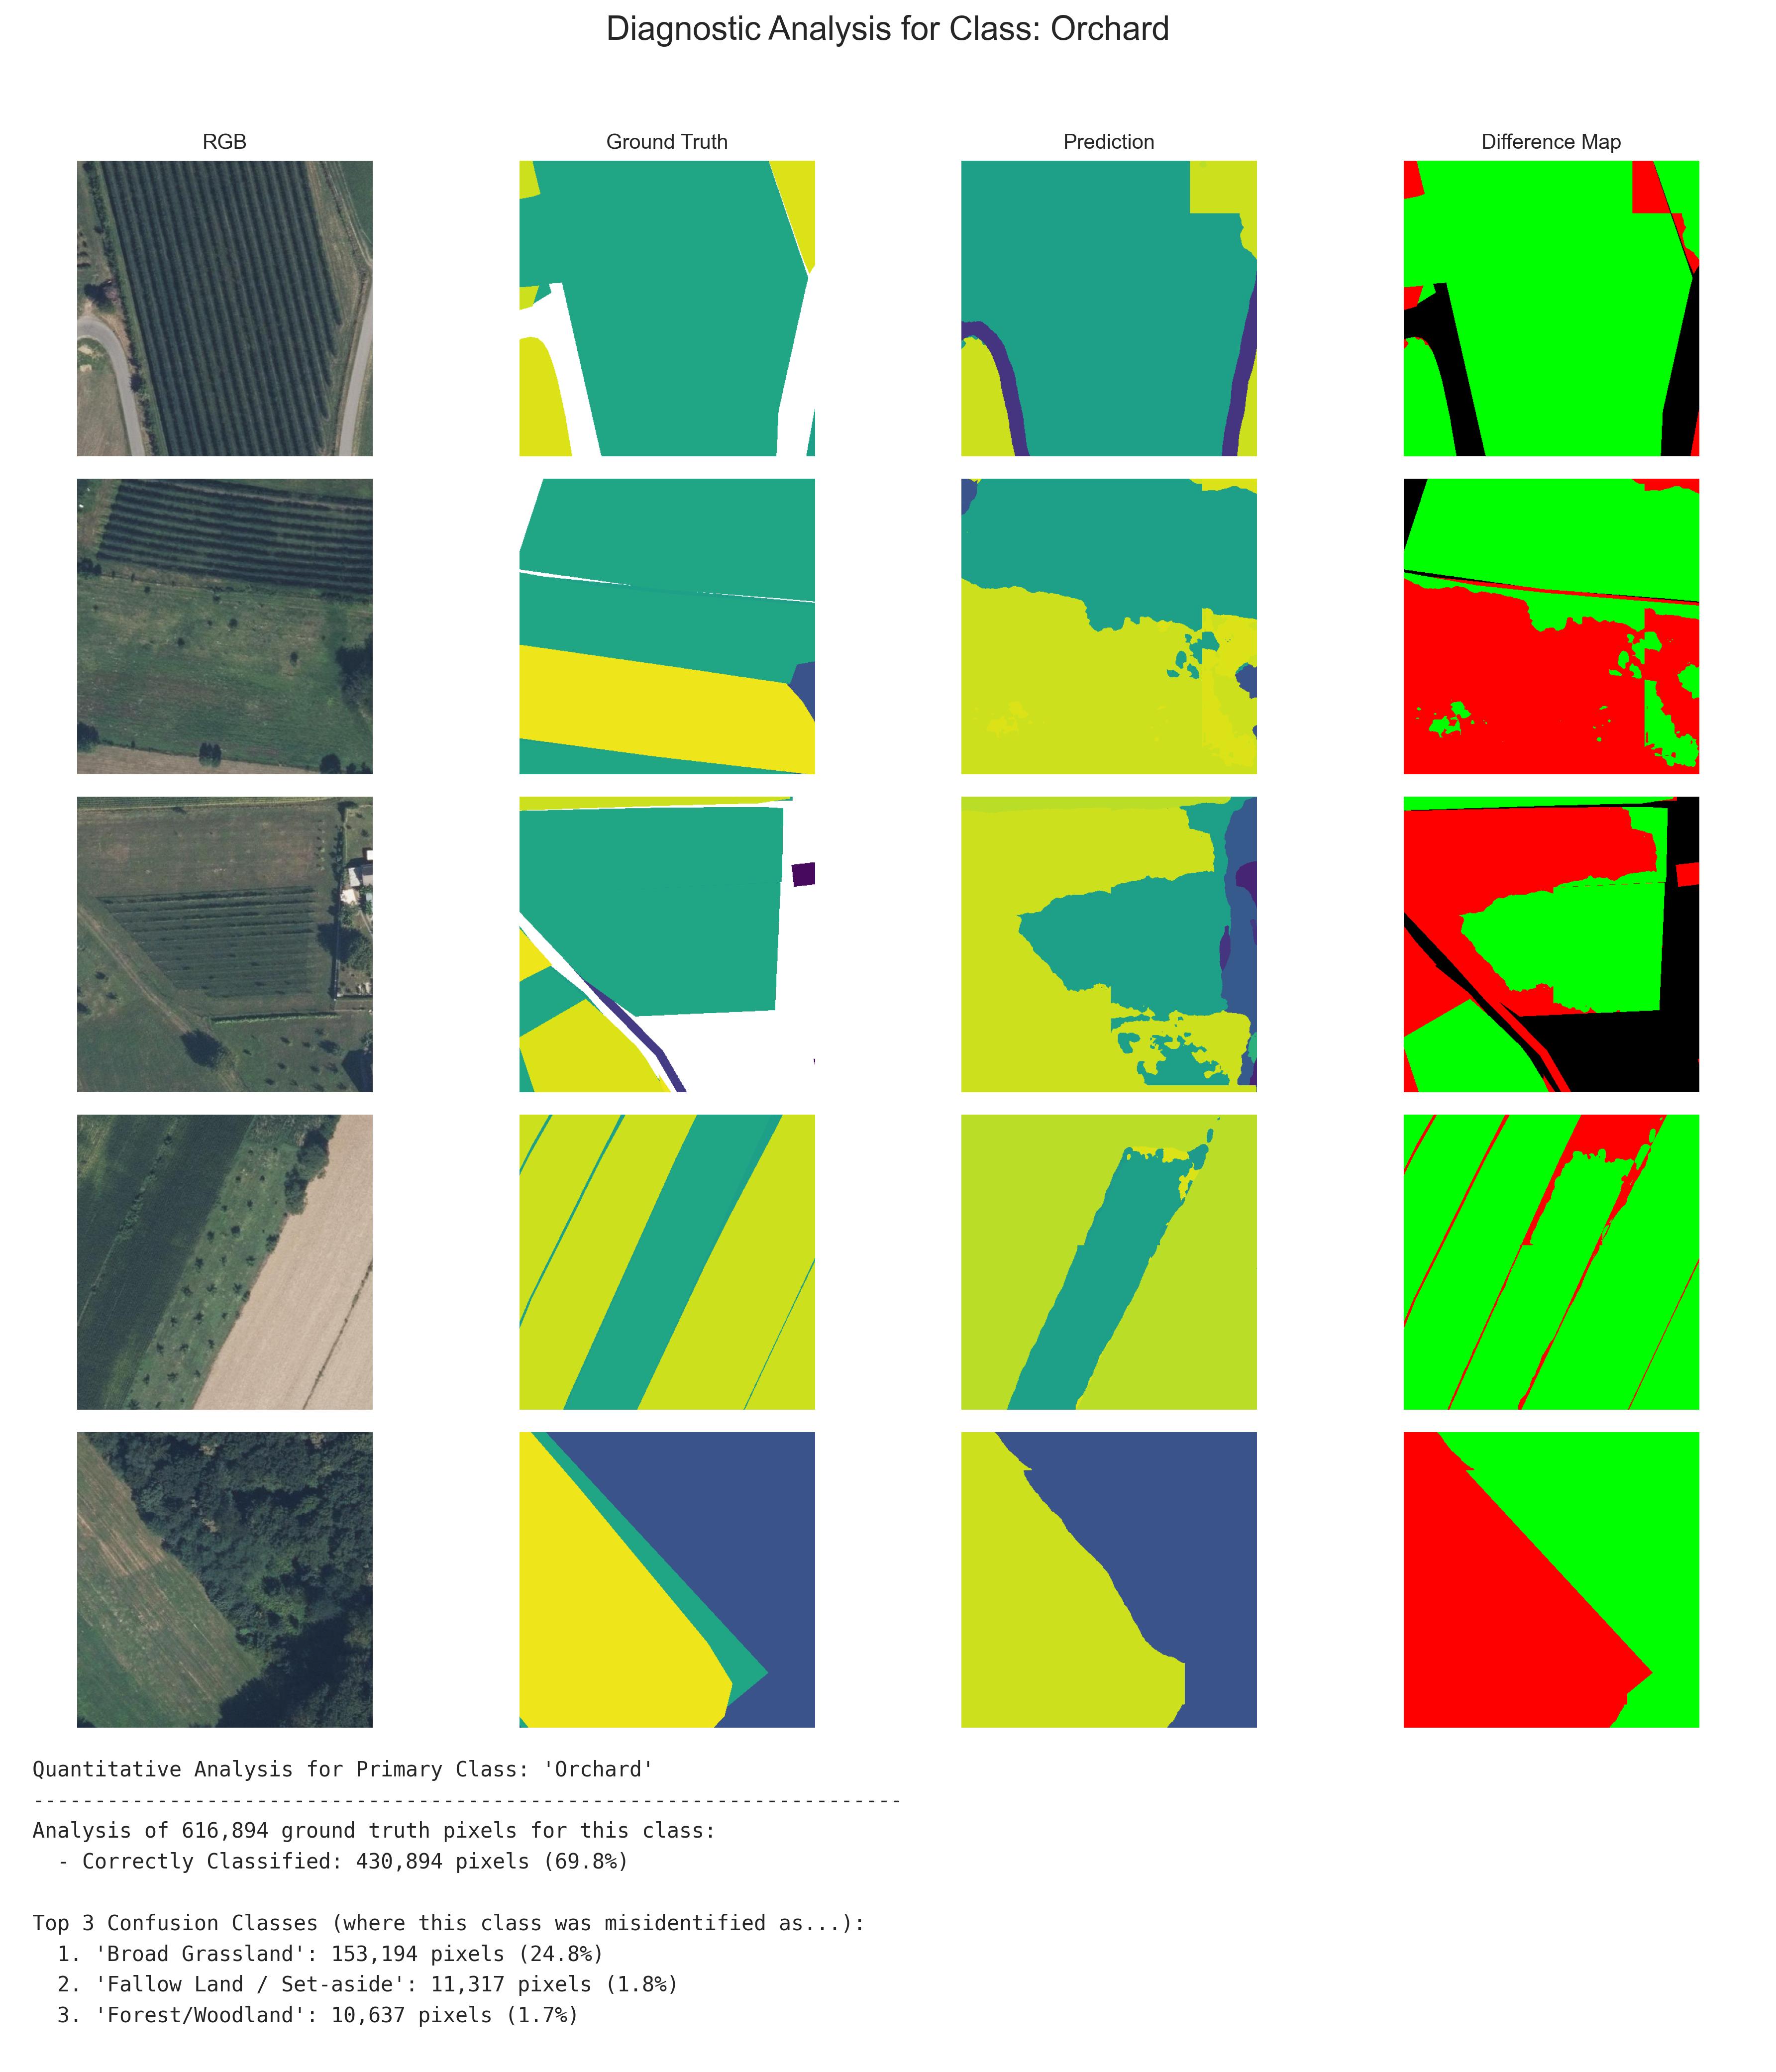 Diagnostic Analysis for Class: Orchard
RGB
Ground Truth
Prediction
Difference Map
Quantitative Analysis for Primary Class: 'Orchard'
----------------------------------------------------------------------
Analysis of 616,894 ground truth pixels for this class:
- Correctly Classified: 430,894 pixels (69.8%)
Top 3 Confusion Classes (where this class was misidentified as...):
1. 'Broad Grassland': 153,194 pixels (24.8%)
2. 'Fallow Land / Set-aside': 11,317 pixels (1.8%)
3. 'Forest/Woodland': 10,637 pixels (1.7%)